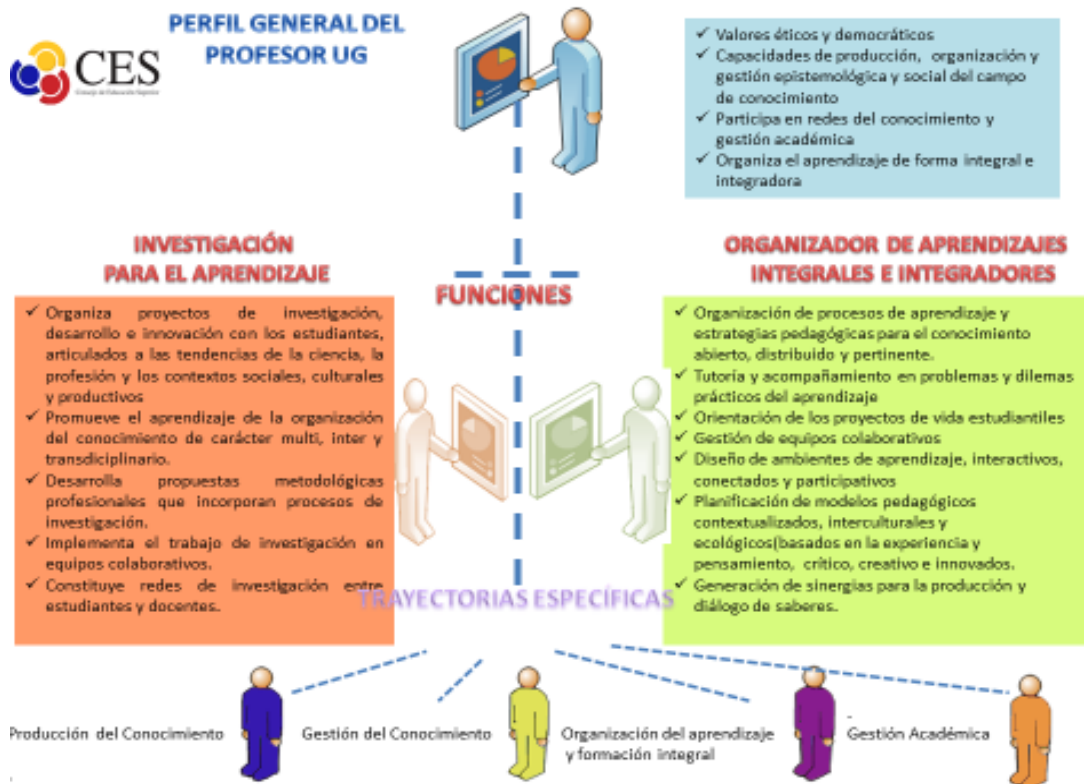 PERFIL GENERAL DEL
PROFESOR UG
CES
Consejo de Educación Superior
✓ Valores éticos y democráticos
✓ Capacidades de producción, organización y
gestión epistemológica y social del campo
de conocimiento
✓ Participa en redes del conocimiento y
gestión académica
✓ Organiza el aprendizaje de forma integral e
integradora
INVESTIGACIÓN
PARA EL APRENDIZAJE
✓ Organiza proyectos de investigación,
desarrollo e innovación con los estudiantes,
articulados a las tendencias de la ciencia, la
profesión y los contextos sociales, culturales
y productivos
✓ Promueve el aprendizaje de la organización
del conocimiento de carácter multi, inter y
transdiciplinario.
✓ Desarrolla propuestas metodológicas
profesionales que incorporan procesos de
investigación.
✓ Implementa el trabajo de investigación en
equipos colaborativos.
✓ Constituye redes de investigación entre
estudiantes y docentes.
FUNCIONES
ORGANIZADOR DE APRENDIZAJES
INTEGRALES E INTEGRADORES
✓ Organización de procesos de aprendizaje y
estrategias pedagógicas para el conocimiento
abierto, distribuido y pertinente.
✓ Tutoría y acompañamiento en problemas y dilemas
prácticos del aprendizaje
✓ Orientación de los proyectos de vida estudiantiles
✓ Gestión de equipos colaborativos
✓ Diseño de ambientes de aprendizaje, interactivos,
conectados y participativos
✓ Planificación de modelos pedagógicos
contextualizados, interculturales y
ecológicos(basados en la experiencia y
pensamiento, crítico, creativo e innovados.
✓ Generación de sinergias para la producción y
diálogo de saberes.
TRAYECTORIAS ESPECÍFICAS
Producción del Conocimiento
Gestión del Conocimiento
Organización del aprendizaje
y formación integral
Gestión Académica